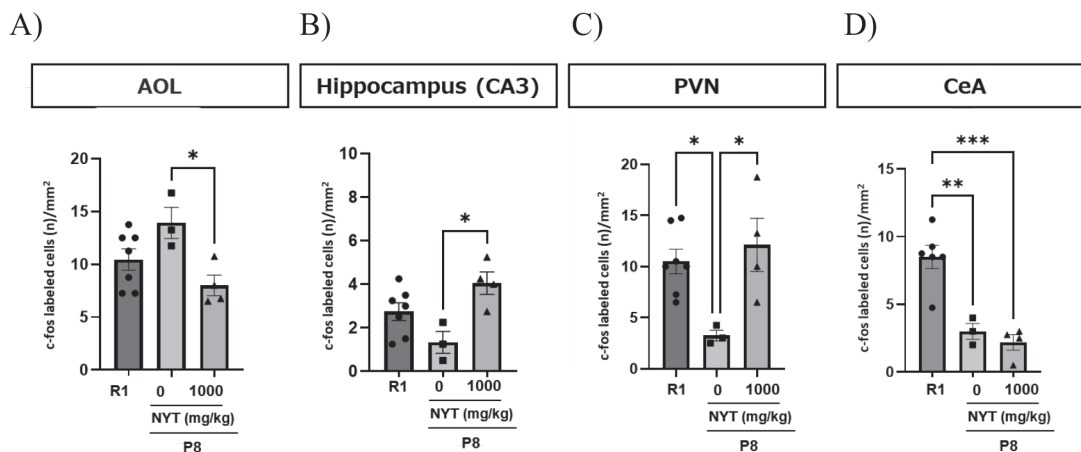 A)
AOL
*
c-fos labeled cells (n)/mm²
20
15
10
5
0
R1 0 1000
NYT (mg/kg)
P8
B)
Hippocampus (CA3)
*
c-fos labeled cells (n)/mm²
10
8
6
4
2
0
R1 0 1000
NYT (mg/kg)
P8
C)
PVN
* *
c-fos labeled cells (n)/mm²
20
15
10
5
0
R1 0 1000
NYT (mg/kg)
P8
D)
CeA
***
**
c-fos labeled cells (n)/mm²
15
10
5
0
R1 0 1000
NYT (mg/kg)
P8